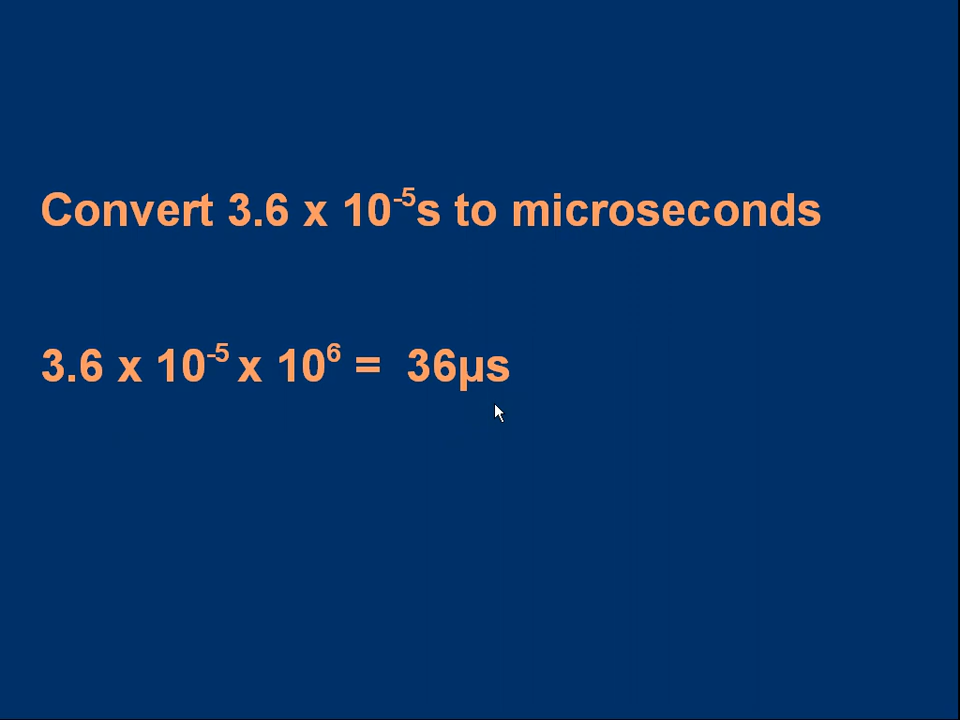 Convert 3.6 x 10⁻⁵s to microseconds
3.6 x 10⁻⁵ x 10⁶ = 36µs